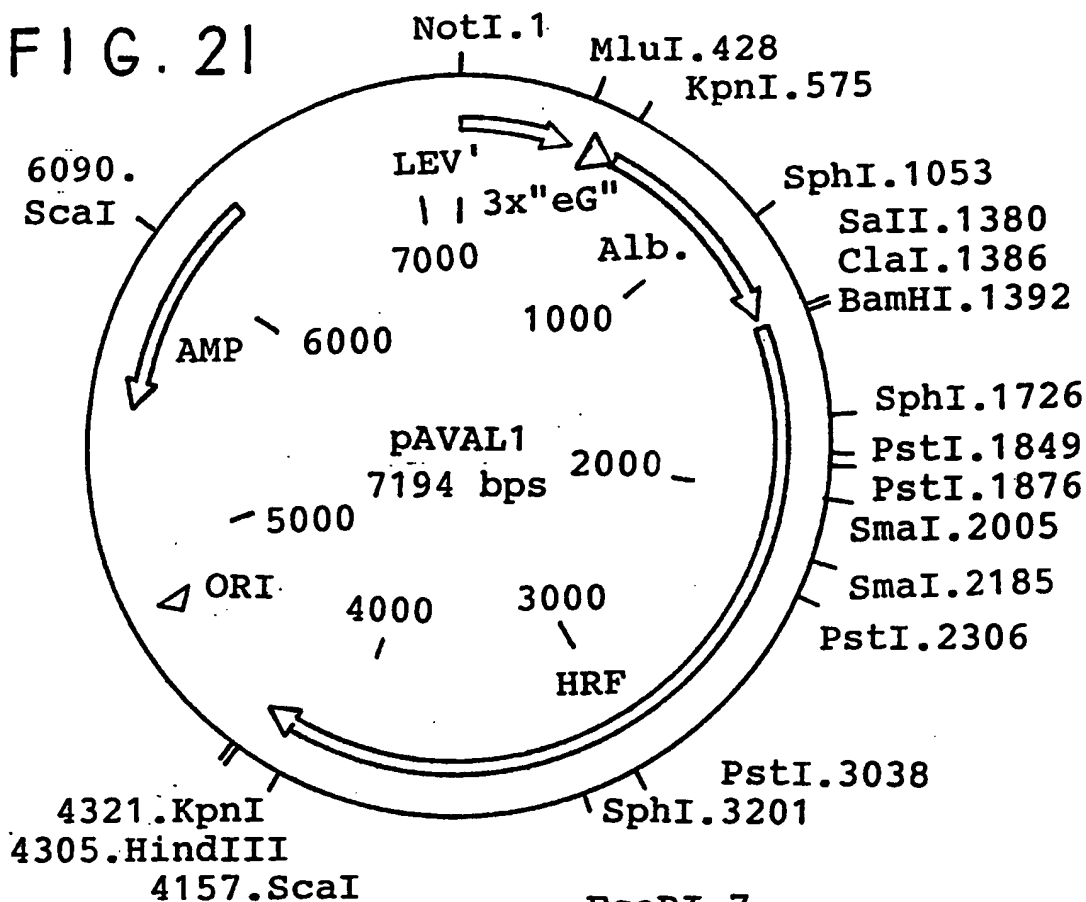 FIG. 21
NotI.1
MluI.428
KpnI.575
6090.
ScaI
LEV'
3x"eG"
SphI.1053
SaII.1380
ClaI.1386
BamHI.1392
Alb.
7000
1000
AMP
6000
SphI.1726
pAVAL1
7194 bps
2000
PstI.1849
PstI.1876
SmaI.2005
5000
ORI
4000
3000
SmaI.2185
PstI.2306
HRF
PstI.3038
SphI.3201
4321.KpnI
4305.HindIII
4157.ScaI